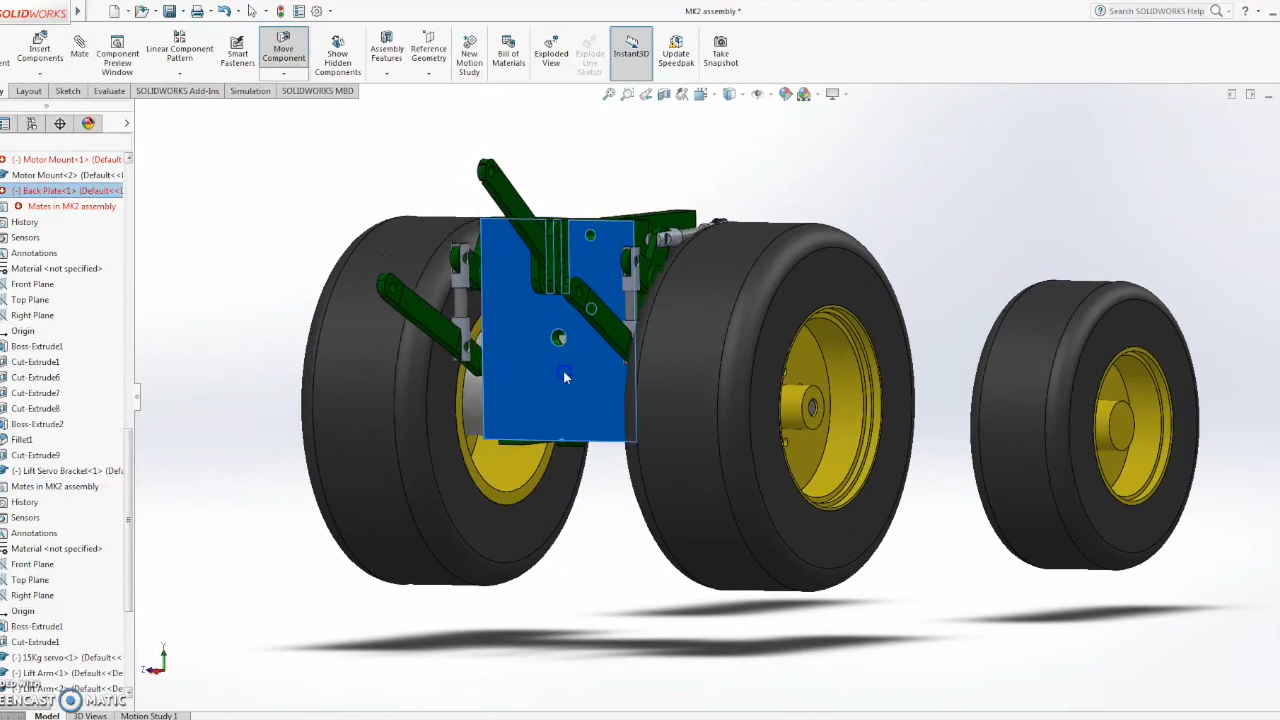 SOLIDWORKS
MK2 assembly *
Search SOLIDWORKS Help
Insert Components
Mate
Component Preview Window
Linear Component Pattern
Smart Fasteners
Move Component
Show Hidden Components
Assembly Features
Reference Geometry
New Motion Study
Bill of Materials
Exploded View
Explode Line Sketch
Instant3D
Update Speedpak
Take Snapshot
Layout
Sketch
Evaluate
SOLIDWORKS Add-Ins
Simulation
SOLIDWORKS MBD
(-) Motor Mount<1> (Default
Motor Mount<2> (Default<<
(-) Back Plate<1> (Default<<
Mates in MK2 assembly
History
Sensors
Annotations
Material <not specified>
Front Plane
Top Plane
Right Plane
Origin
Boss-Extrude1
Cut-Extrude1
Cut-Extrude6
Cut-Extrude7
Cut-Extrude8
Boss-Extrude2
Fillet1
Cut-Extrude9
(-) Lift Servo Bracket<1> (Defa
Mates in MK2 assembly
History
Sensors
Annotations
Material <not specified>
Front Plane
Top Plane
Right Plane
Origin
Boss-Extrude1
Cut-Extrude1
(-) 15Kg servo<1> (Default<<
(-) Lift Arm<1> (Default<<D
(-) Lift Arm<2> (Default<<D
Y
Z
Model
3D Views
Motion Study 1